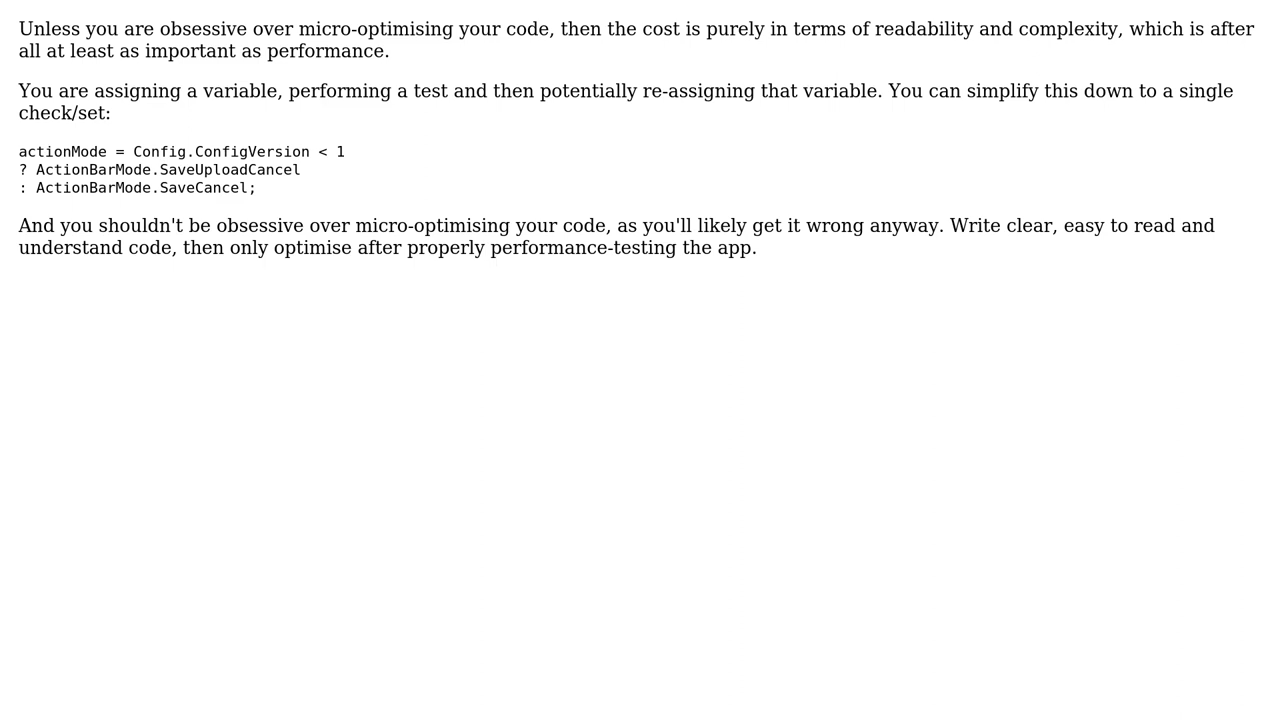 Unless you are obsessive over micro-optimising your code, then the cost is purely in terms of readability and complexity, which is after
all at least as important as performance.
You are assigning a variable, performing a test and then potentially re-assigning that variable. You can simplify this down to a single
check/set:
actionMode = Config.ConfigVersion < 1
? ActionBarMode.SaveUploadCancel
: ActionBarMode.SaveCancel;
And you shouldn't be obsessive over micro-optimising your code, as you'll likely get it wrong anyway. Write clear, easy to read and
understand code, then only optimise after properly performance-testing the app.